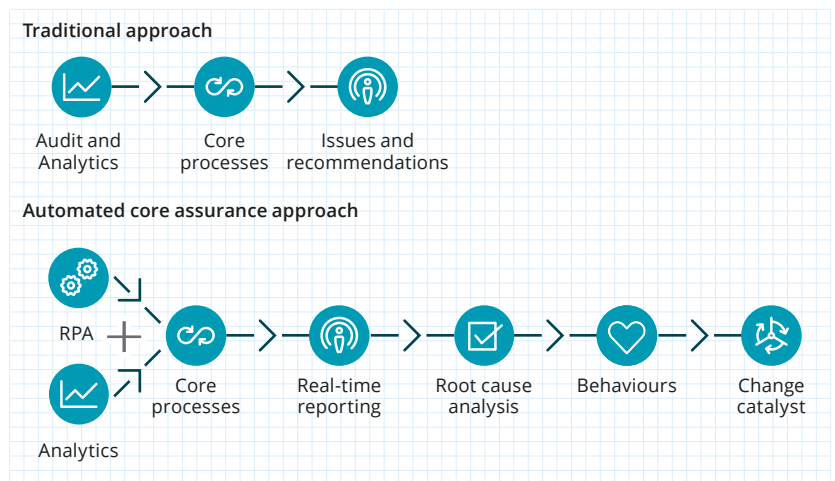 Traditional approach
Audit and
Analytics
Core
processes
Issues and
recommendations
Automated core assurance approach
RPA
Analytics
Core
processes
Real-time
reporting
Root cause
analysis
Behaviours
Change
catalyst